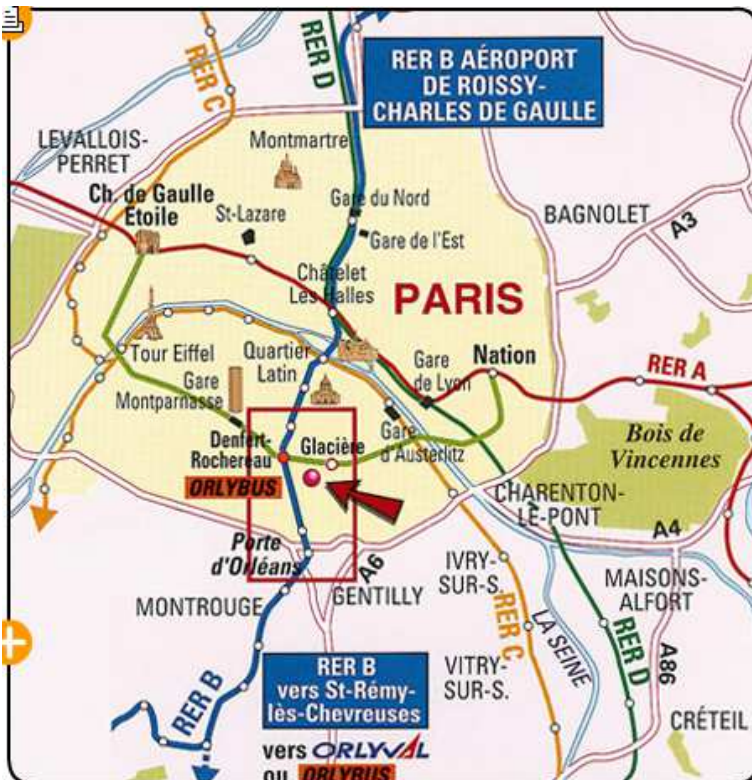 RER D
RER C
RER B AÉROPORT
DE ROISSY-
CHARLES DE GAULLE
LEVALLOIS-
PERRET
Montmartre
Ch. de Gaulle
Étoile
St-Lazare
Gare du Nord
Gare de l'Est
BAGNOLET
A3
Châtelet
Les Halles
PARIS
Tour Eiffel
Quartier
Latin
Gare
de Lyon
Nation
RER A
Gare
Montparnasse
Denfert-
Rochereau
Glacière
Gare
d'Austerlitz
Bois de
Vincennes
ORLYBUS
CHARENTON-
LE-PONT
A4
Porte
d'Orléans
A6
IVRY-
SUR-S.
MAISONS-
ALFORT
MONTROUGE
GENTILLY
RER C
LA SEINE
RER D
A86
RER B
RER B
vers St-Rémy-
lès-Chevreuses
VITRY-
SUR-S.
CRÉTEIL
vers ORLYVAL
ou ORLYBUS